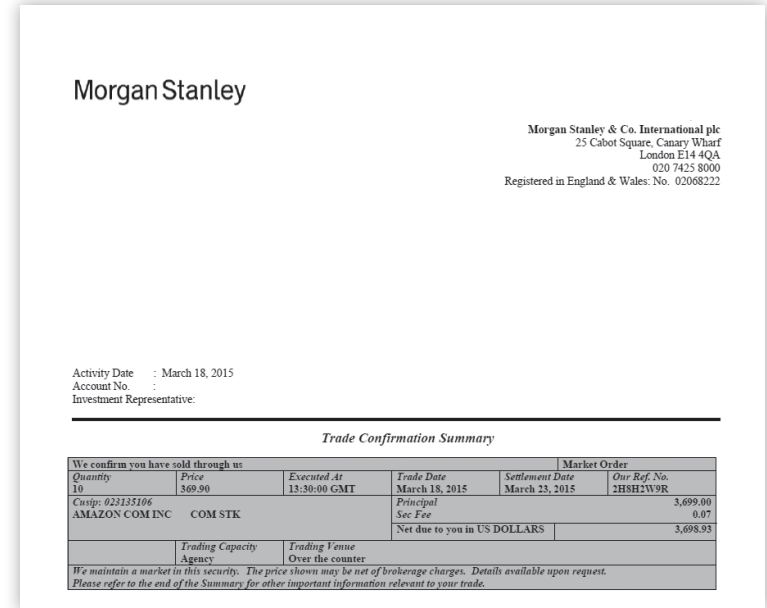 Morgan Stanley
Morgan Stanley & Co. International plc
25 Cabot Square, Canary Wharf
London E14 4QA
020 7425 8000
Registered in England & Wales: No. 02068222
Activity Date : March 18, 2015
Account No. :
Investment Representative:
Trade Confirmation Summary
We confirm you have sold through us Market Order
Quantity Price Executed At Trade Date Settlement Date Our Ref. No.
10 369.90 13:30:00 GMT March 18, 2015 March 23, 2015 2H8H2W9R
Cusip: 023135106 Principal 3,699.00
AMAZON COM INC COM STK Sec Fee 0.07
Net due to you in US DOLLARS 3,698.93
Trading Capacity Trading Venue
Agency Over the counter
We maintain a market in this security. The price shown may be net of brokerage charges. Details available upon request.
Please refer to the end of the Summary for other important information relevant to your trade.